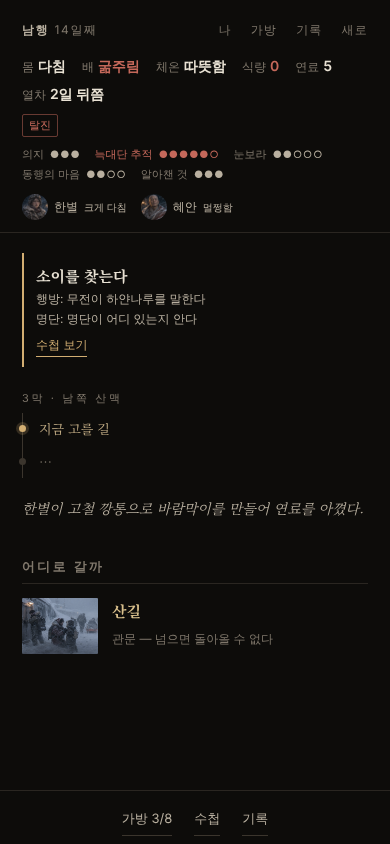 남행 14일째 나 가방 기록 새로
몸 다침 배 굶주림 체온 따뜻함 식량 0 연료 5
열차 2일 뒤쯤
탈진
의지 ●●● 늑대단 추적 ●●●●●○ 눈보라 ●●○○○
동행의 마음 ●●○○ 알아챈 것 ●●●
한별 크게 다침 혜안 멀쩡함
소이를 찾는다
행방: 무전이 하얀나루를 말한다
명단: 명단이 어디 있는지 안다
수첩 보기
3막 · 남쪽 산맥
지금 고를 길
...
한별이 고철 깡통으로 바람막이를 만들어 연료를 아꼈다.
어디로 갈까
산길
관문 — 넘으면 돌아올 수 없다
가방 3/8 수첩 기록